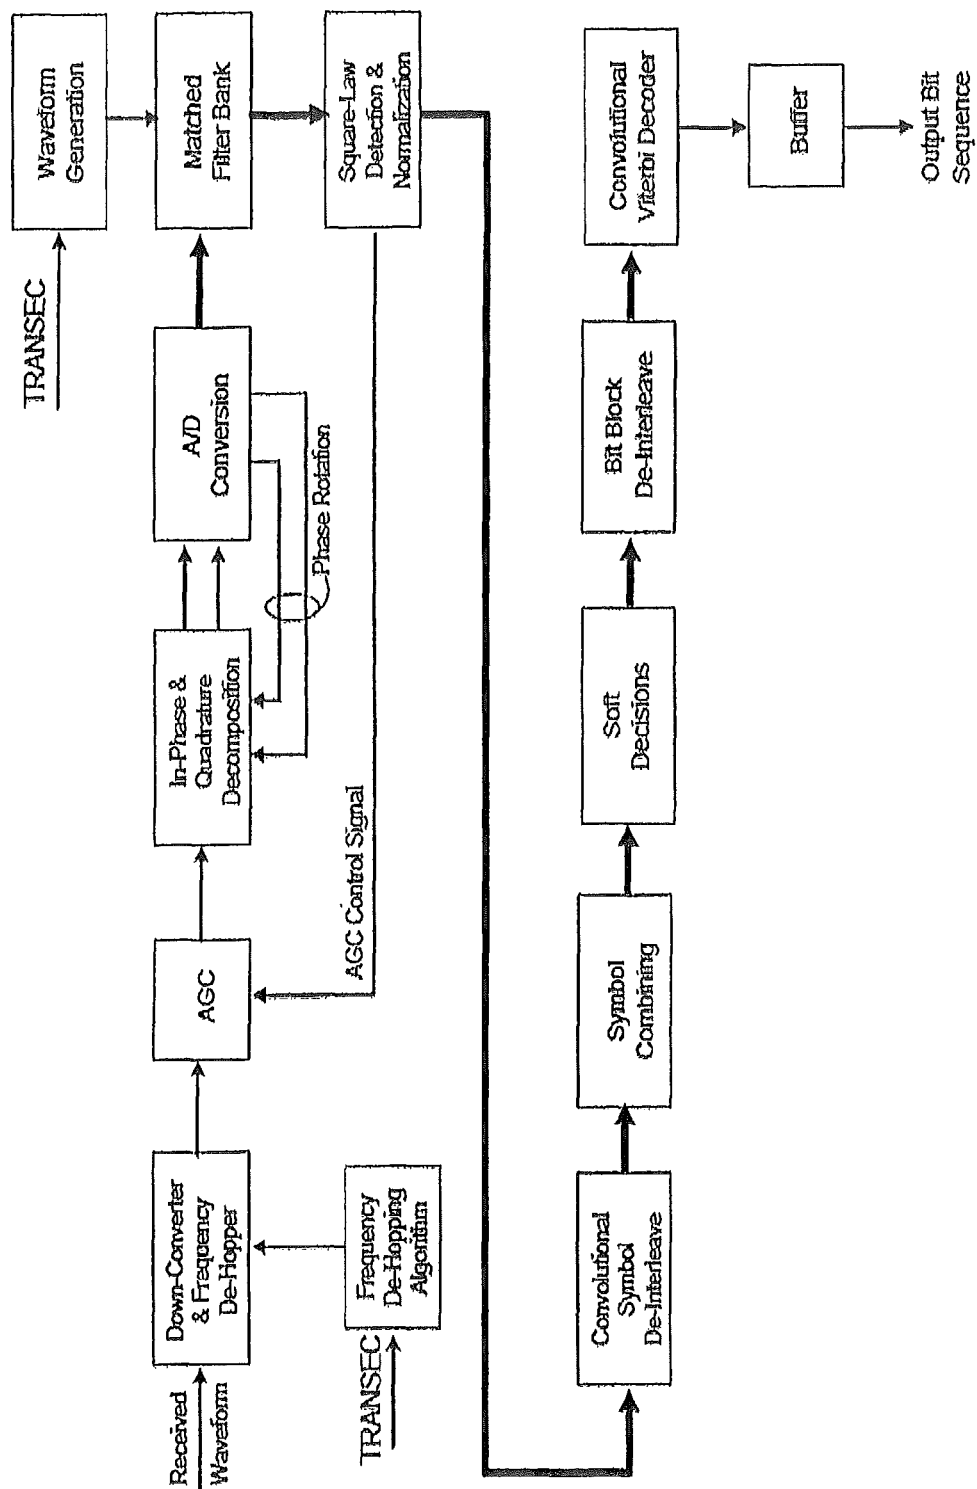 TRANSEC
Waveform
Generation
Received
Waveform
Down-Converter
& Frequency
De-Hopper
AGC
In-Phase &
Quadrature
Decomposition
A/D
Conversion
Matched
Filter Bank
Phase Rotation
TRANSEC
Frequency
De-Hopping
Algorithm
AGC Control Signal
Square-Law
Detection &
Normalization
Convolutional
Symbol
De-Interleave
Symbol
Combining
Soft
Decisions
Bit Block
De-Interleave
Convolutional
Viterbi Decoder
Buffer
Output Bit
Sequence